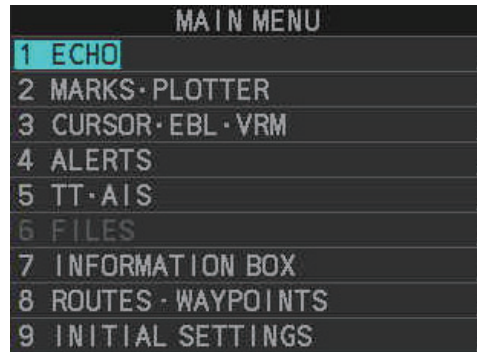 MAIN MENU
1 ECHO
2 MARKS·PLOTTER
3 CURSOR·EBL·VRM
4 ALERTS
5 TT·AIS
6 FILES
7 INFORMATION BOX
8 ROUTES·WAYPOINTS
9 INITIAL SETTINGS